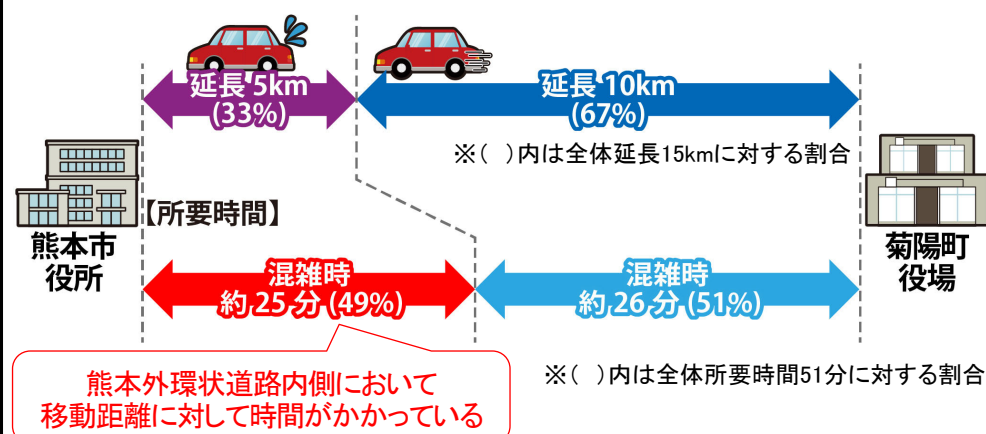 延長 5km
(33%)
延長 10km
(67%)
※( )内は全体延長15kmに対する割合
熊本市
役所
【所要時間】
菊陽町
役場
混雑時
約 25 分 (49%)
混雑時
約 26 分 (51%)
※( )内は全体所要時間51分に対する割合
熊本外環状道路内側において
移動距離に対して時間がかかっている